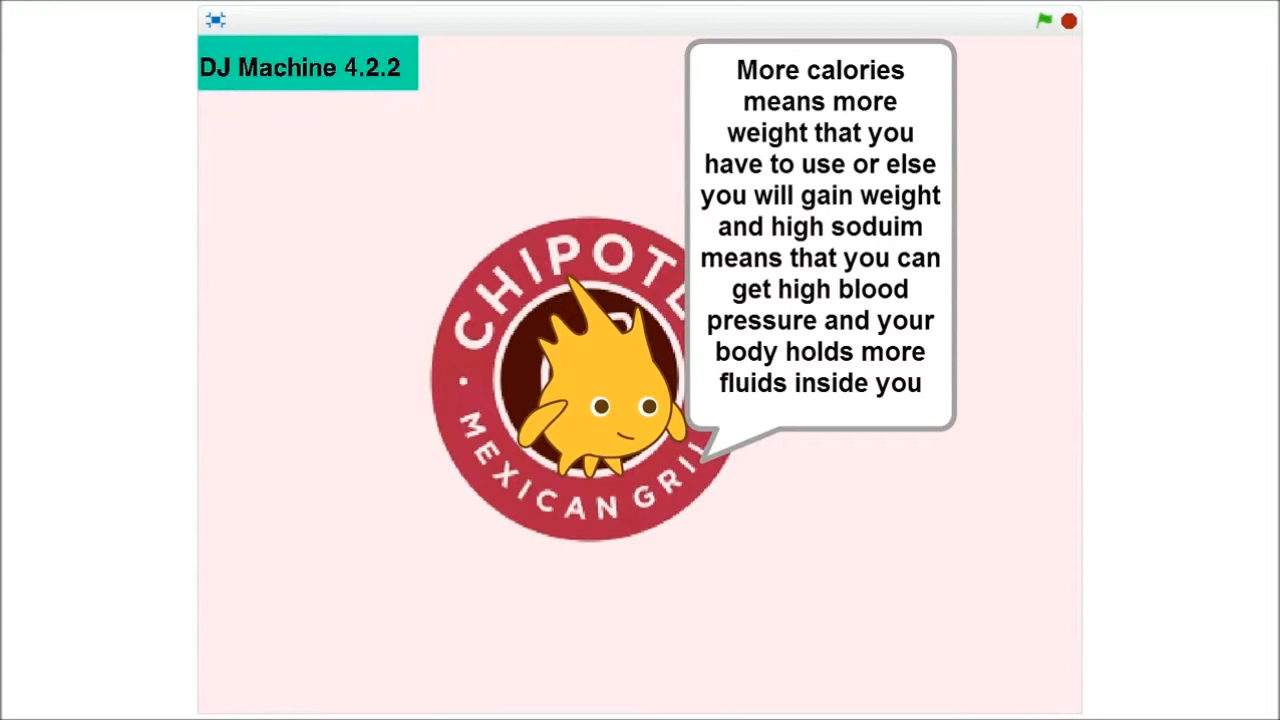 DJ Machine 4.2.2
More calories
means more
weight that you
have to use or else
you will gain weight
and high soduim
means that you can
get high blood
pressure and your
body holds more
fluids inside you
CHIPOTL
MEXICAN GRIL